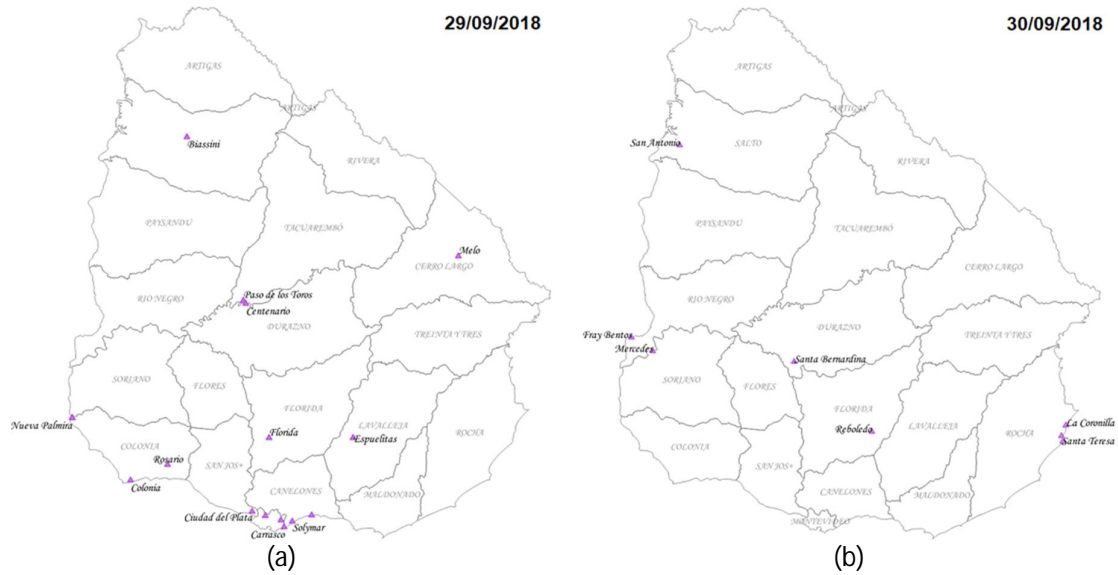 29/09/2018
ARTIGAS
ARTIGAS
Biassini
RIVERA
PAYSANDÚ
TACUAREMBÓ
Melo
CERRO LARGO
RIO NEGRO
Paso de los Toros
Centenario
DURAZNO
TREINTA Y TRES
SORIANO
FLORES
FLORIDA
LAVALLEJA
Nueva Palmira
Florida
Espuelitas
ROCHA
COLONIA
Rosario
SAN JOS+
Colonia
CANELONES
MALDONADO
Ciudad del Plata
Carrasco
Solymar
(a)
30/09/2018
ARTIGAS
ARTIGAS
San Antonio
SALTO
RIVERA
PAYSANDÚ
TACUAREMBÓ
CERRO LARGO
RIO NEGRO
Fray Bentos
DURAZNO
TREINTA Y TRES
Mercedes
Santa Bernardina
SORIANO
FLORES
FLORIDA
LAVALLEJA
La Coronilla
Reboledo
ROCHA
Santa Teresa
COLONIA
SAN JOS+
CANELONES
MALDONADO
MONTEVIDEO
(b)